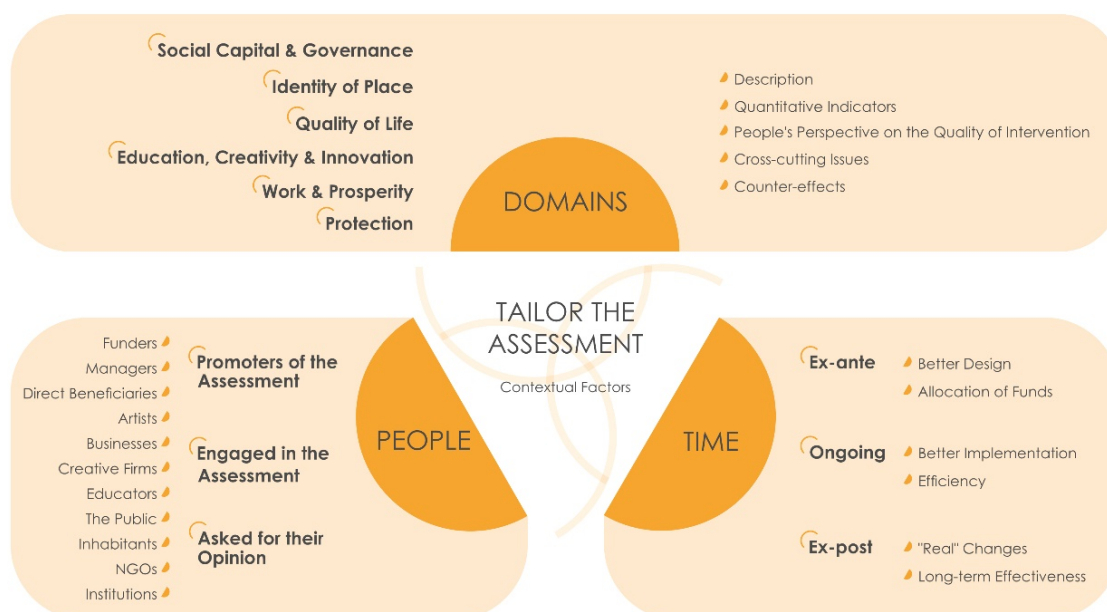 Social Capital & Governance
Identity of Place
Quality of Life
Education, Creativity & Innovation
Work & Prosperity
Protection
DOMAINS
Description
Quantitative Indicators
People's Perspective on the Quality of Intervention
Cross-cutting Issues
Counter-effects
TAILOR THE
ASSESSMENT
Contextual Factors
Funders
Managers
Direct Beneficiaries
Artists
Businesses
Creative Firms
Educators
The Public
Inhabitants
NGOs
Institutions
Promoters of the
Assessment
Engaged in the
Assessment
Asked for their
Opinion
PEOPLE
TIME
Ex-ante
Better Design
Allocation of Funds
Ongoing
Better Implementation
Efficiency
Ex-post
"Real" Changes
Long-term Effectiveness